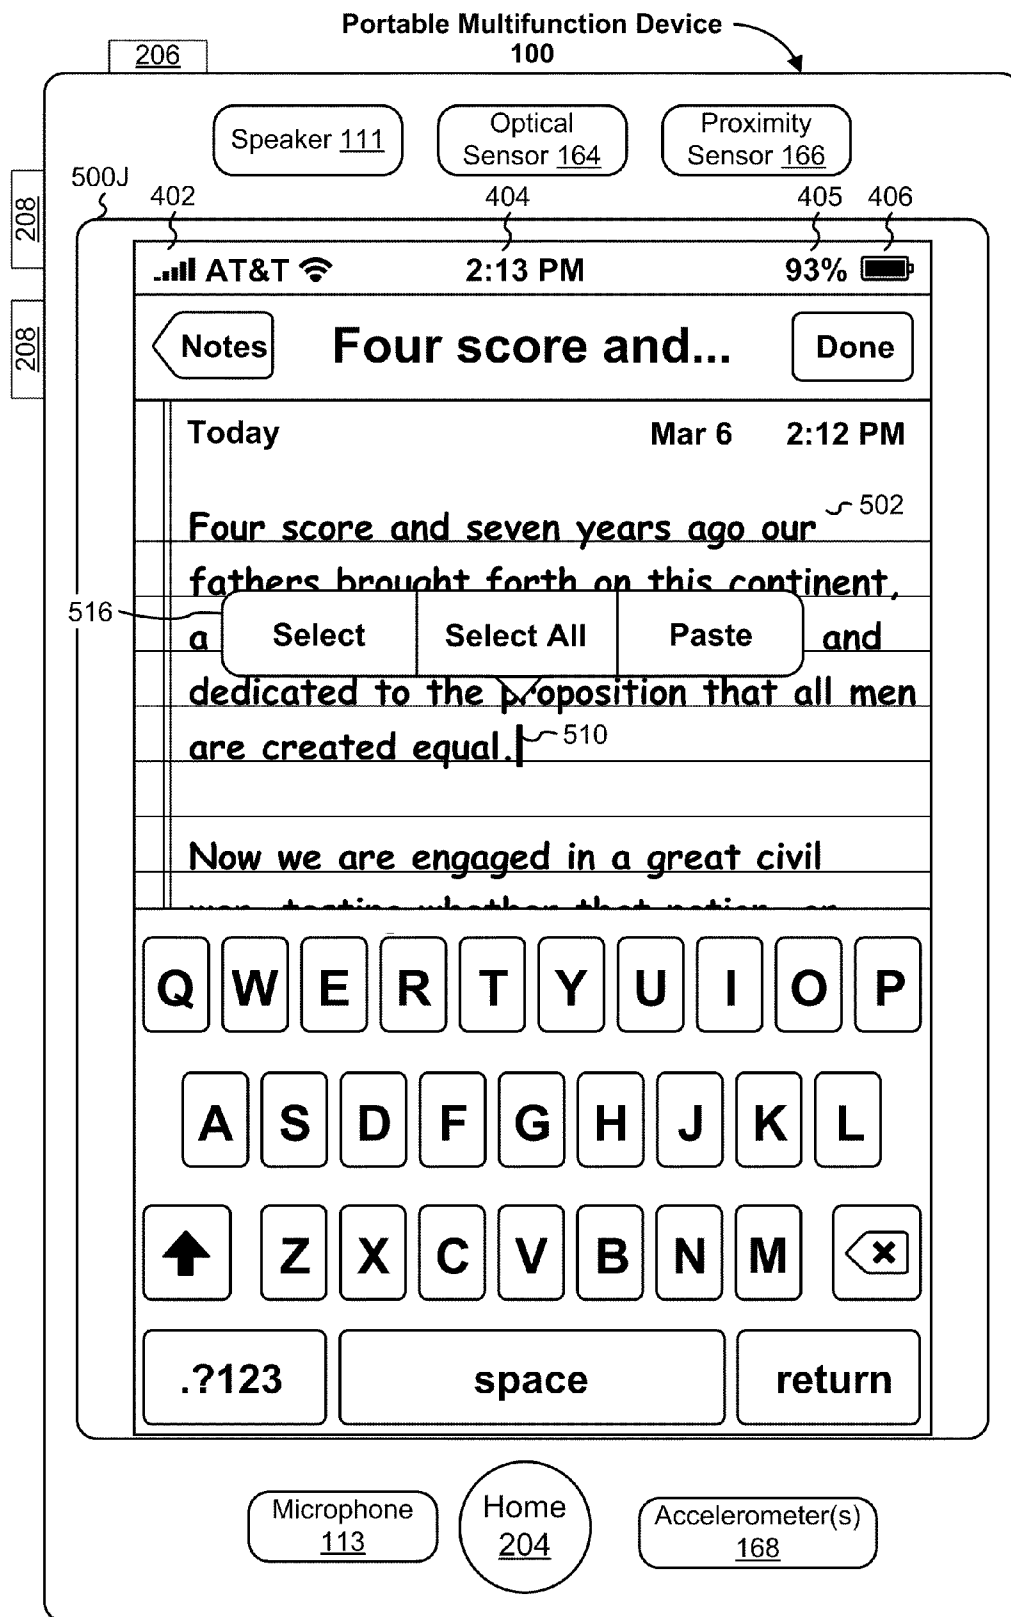 Portable Multifunction Device
100
206
Speaker 111
Optical
Sensor 164
Proximity
Sensor 166
500J
402
404
405
406
208
208
AT&T
2:13 PM
93%
Notes
Four score and...
Done
Today
Mar 6
2:12 PM
502
Four score and seven years ago our
fathers brought forth on this continent,
516
Select
Select All
Paste
a
and
dedicated to the proposition that all men
are created equal.
510
Now we are engaged in a great civil
Q W E R T Y U I O P
A S D F G H J K L
Z X C V B N M
.?123
space
return
Microphone
113
Home
204
Accelerometer(s)
168